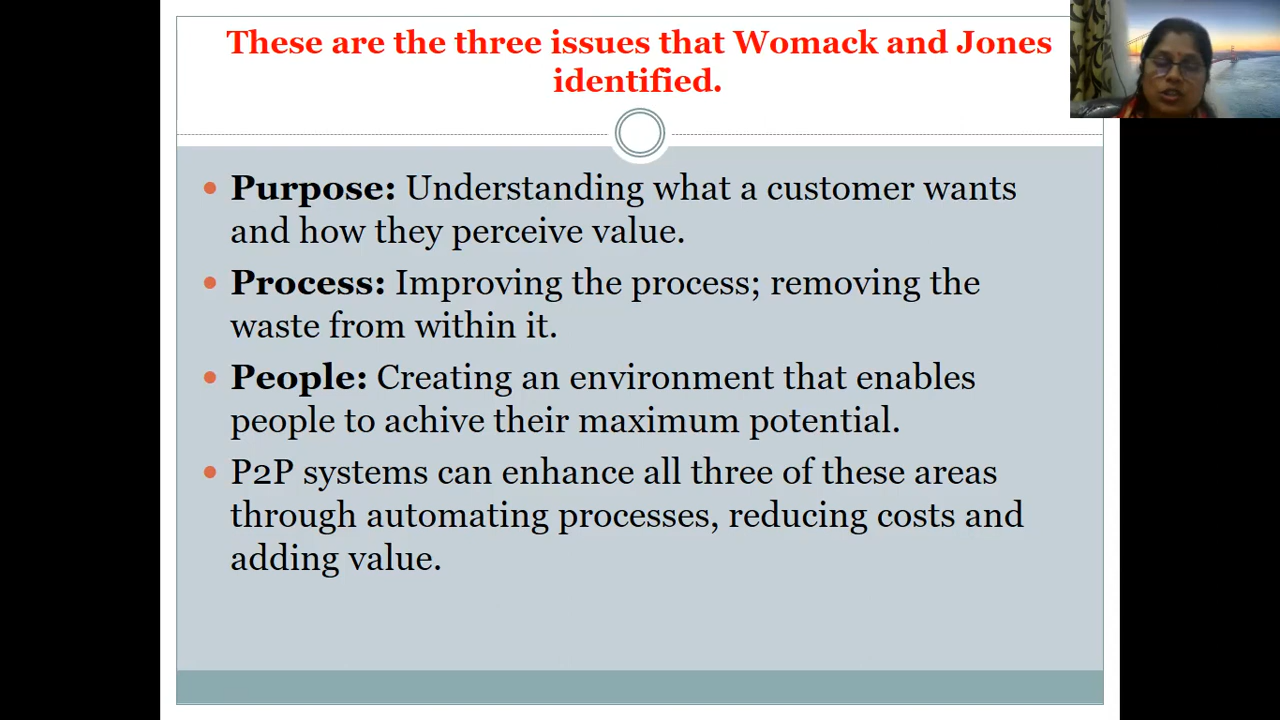 These are the three issues that Womack and Jones
identified.
Purpose: Understanding what a customer wants
and how they perceive value.
Process: Improving the process; removing the
waste from within it.
People: Creating an environment that enables
people to achive their maximum potential.
P2P systems can enhance all three of these areas
through automating processes, reducing costs and
adding value.